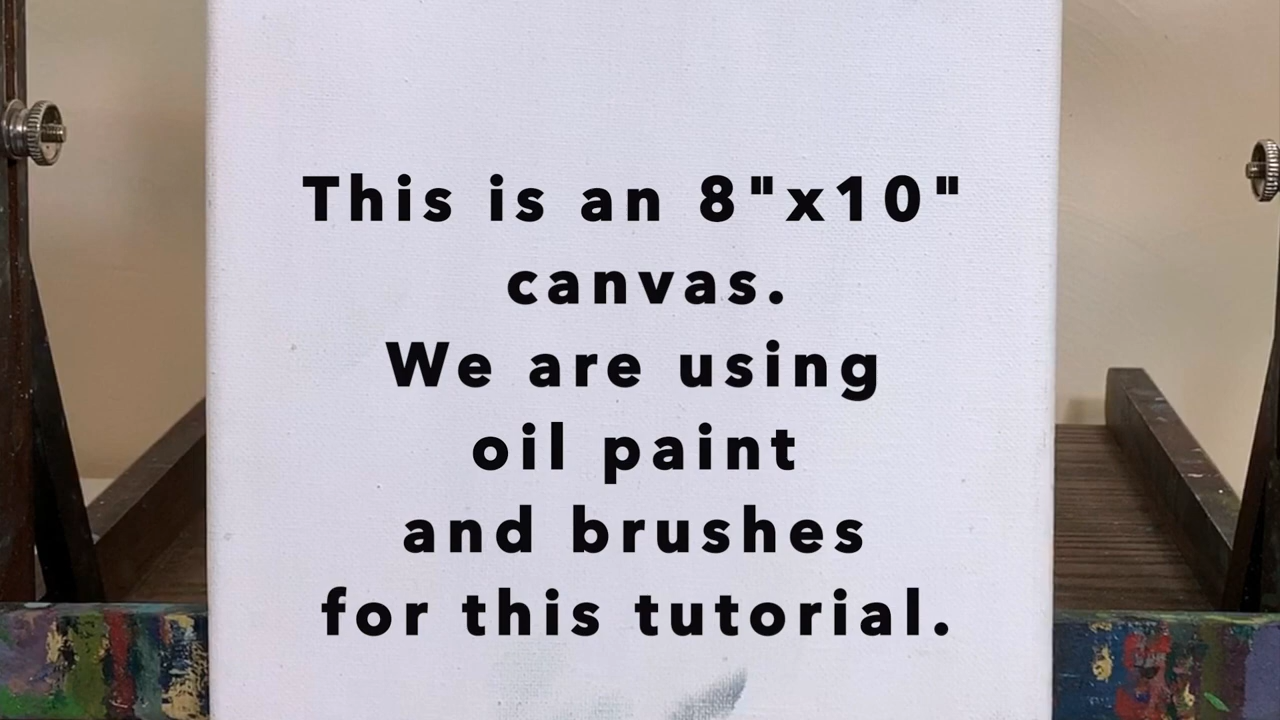 This is an 8"x10"
canvas.
We are using
oil paint
and brushes
for this tutorial.